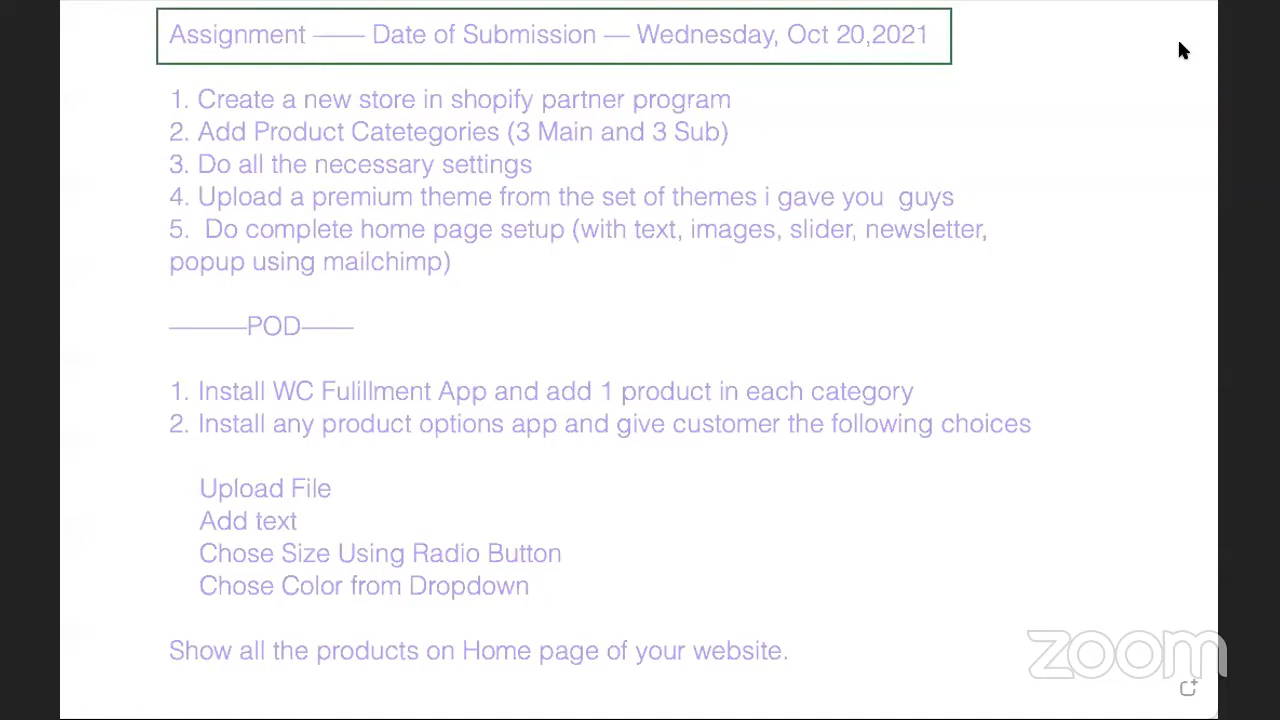 Assignment —— Date of Submission — Wednesday, Oct 20,2021
1. Create a new store in shopify partner program
2. Add Product Catetegories (3 Main and 3 Sub)
3. Do all the necessary settings
4. Upload a premium theme from the set of themes i gave you  guys
5.  Do complete home page setup (with text, images, slider, newsletter,
popup using mailchimp)
———POD——
1. Install WC Fulillment App and add 1 product in each category
2. Install any product options app and give customer the following choices
Upload File
Add text
Chose Size Using Radio Button
Chose Color from Dropdown
Show all the products on Home page of your website.
zoom